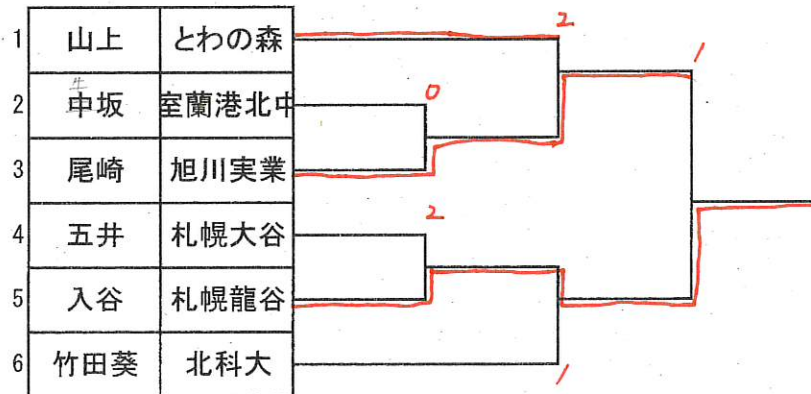 2
1 山上 とわの森
1
2 中坂 室蘭港北中 0
3 尾崎 旭川実業
4 五井 札幌大谷 2
5 入谷 札幌龍谷
6 竹田葵 北科大 1